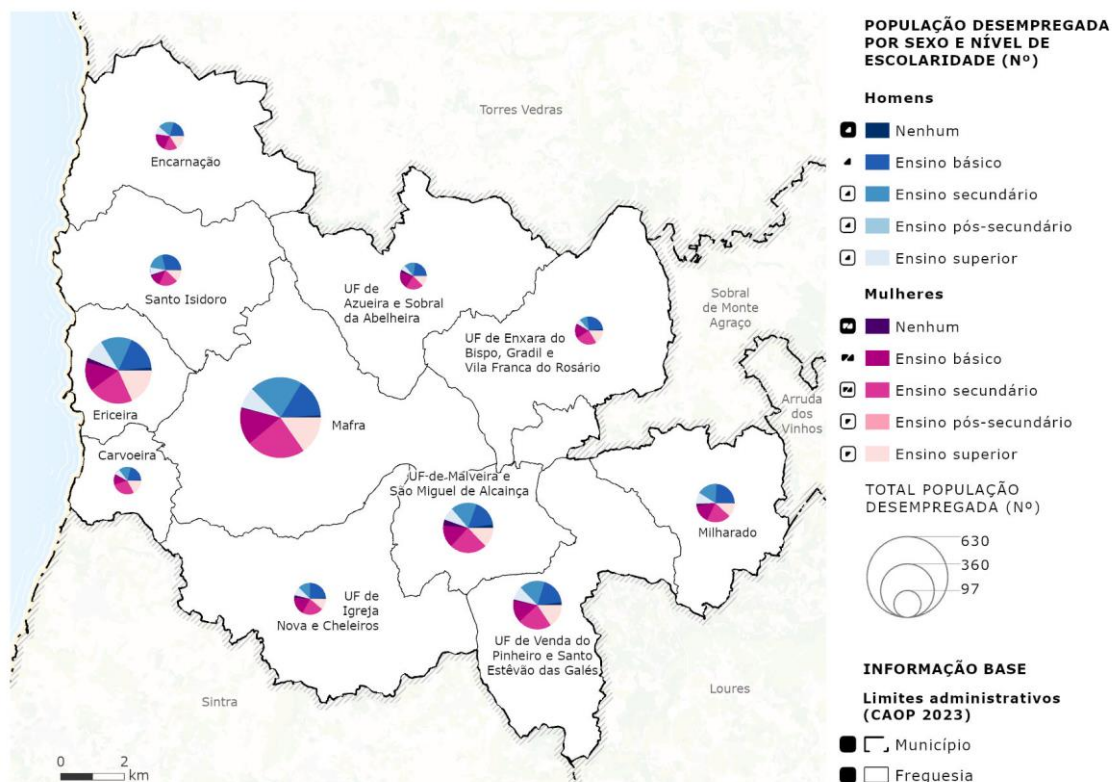 Torres Vedras
Encarnação
Santo Isidoro
UF de
Azueira e Sobral
da Abelheira
UF de Enxara do
Bispo, Gradil e
Vila Franca do Rosário
Sobral
de Monte
Agraço
Ericeira
Mafra
Arruda
dos
Vinhos
Carvoeira
UF de Malveira e
São Miguel de Alcainça
Milharado
UF de
Igreja
Nova e Cheleiros
UF de Venda do
Pinheiro e Santo
Estêvão das Galés
Sintra
Loures
0 2
km
POPULAÇÃO DESEMPREGADA
POR SEXO E NÍVEL DE
ESCOLARIDADE (Nº)
Homens
Nenhum
Ensino básico
Ensino secundário
Ensino pós-secundário
Ensino superior
Mulheres
Nenhum
Ensino básico
Ensino secundário
Ensino pós-secundário
Ensino superior
TOTAL POPULAÇÃO
DESEMPREGADA (Nº)
630
360
97
INFORMAÇÃO BASE
Limites administrativos
(CAOP 2023)
Município
Freguesia